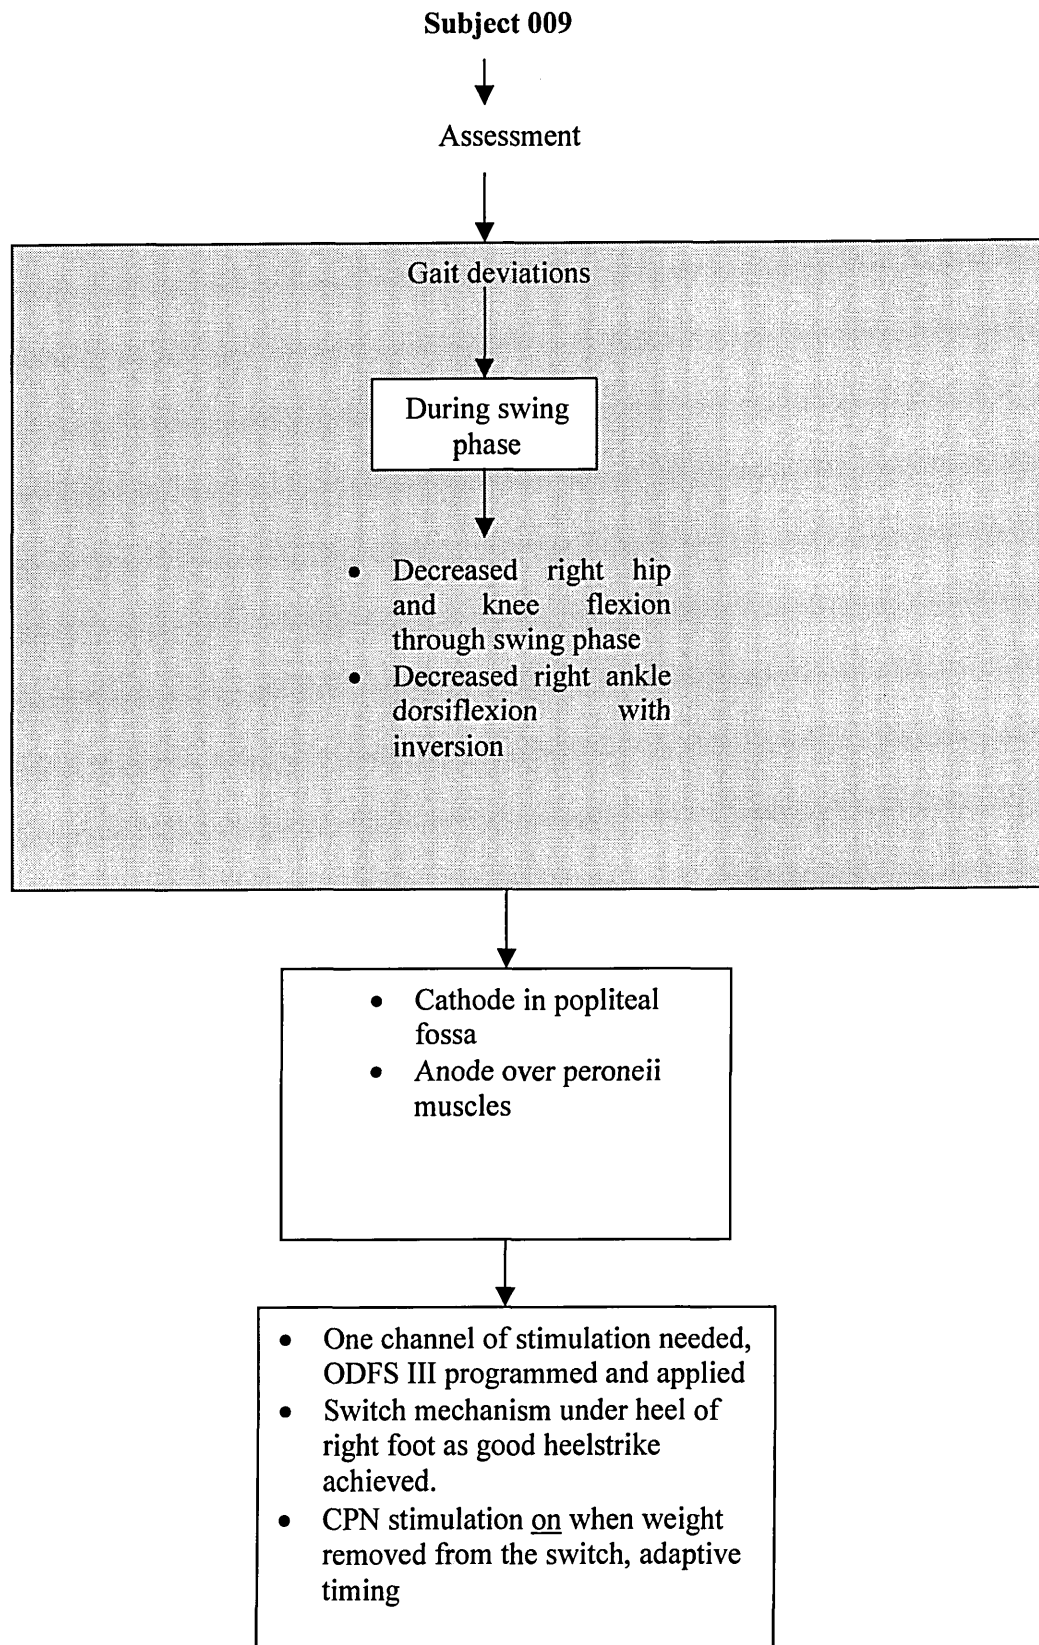 Subject 009
Assessment
Gait deviations
During swing
phase
• Decreased right hip
and knee flexion
through swing phase
• Decreased right ankle
dorsiflexion with
inversion
• Cathode in popliteal
fossa
• Anode over peroneii
muscles
• One channel of stimulation needed,
ODFS III programmed and applied
• Switch mechanism under heel of
right foot as good heelstrike
achieved.
• CPN stimulation on when weight
removed from the switch, adaptive
timing